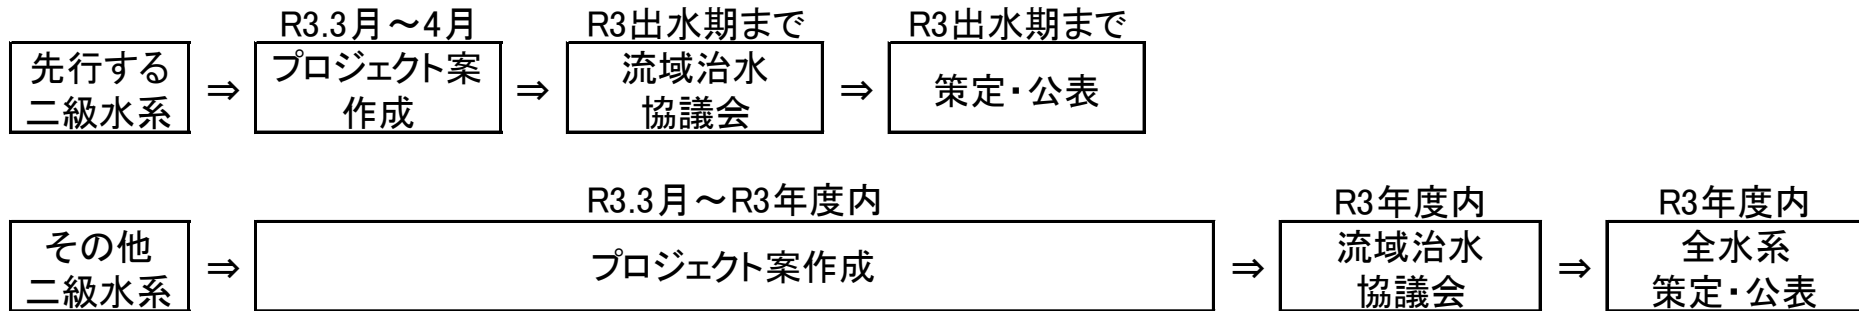 R3.3月～4月 R3出水期まで R3出水期まで
先行する ⇒ プロジェクト案 ⇒ 流域治水 ⇒ 策定・公表
二級水系 作成 協議会
R3.3月～R3年度内 R3年度内 R3年度内
その他 ⇒ プロジェクト案作成 ⇒ 流域治水 ⇒ 全水系
二級水系 協議会 策定・公表